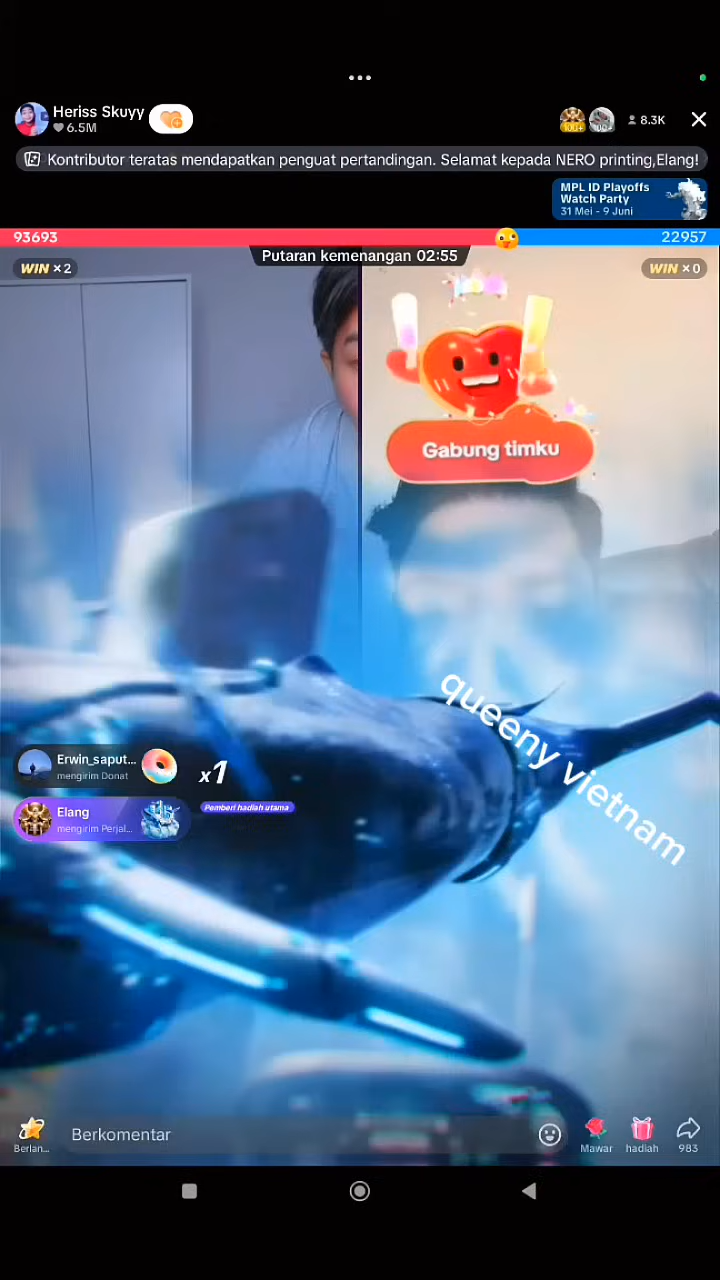 Heriss Skuyy
6.5M
8.3K
Kontributor teratas mendapatkan penguat pertandingan. Selamat kepada NERO printing,Elang!
MPL ID Playoffs
Watch Party
31 Mei - 9 Juni
93693
22957
Putaran kemenangan 02:55
WIN ×2
WIN ×0
Gabung timku
queeny vietnam
Erwin_saput...
mengirim Donat
x1
Elang
mengirim Perjal...
Pemberi hadiah utama
Berlan...
Berkomentar
Mawar
hadiah
983